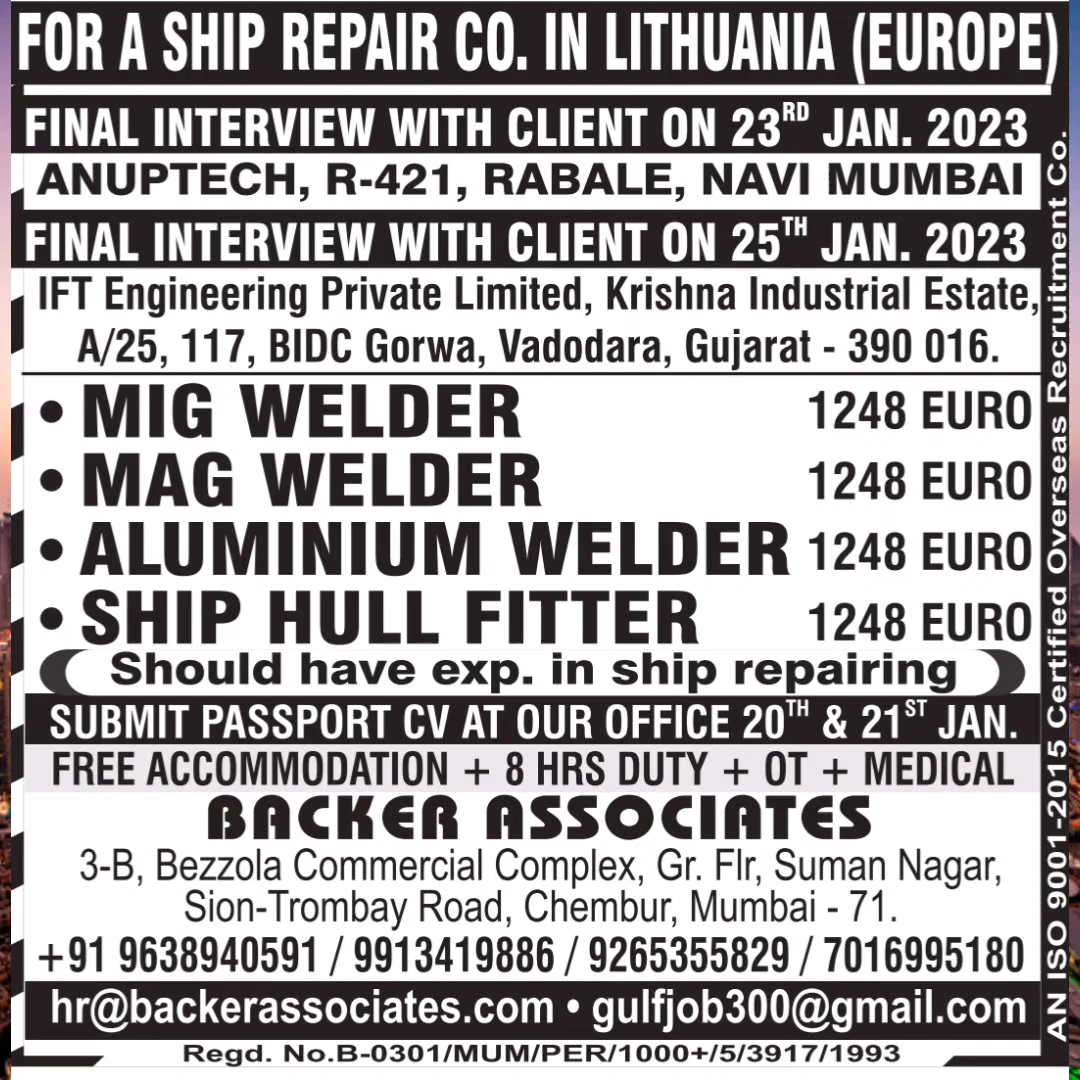 FOR A SHIP REPAIR CO. IN LITHUANIA (EUROPE)
FINAL INTERVIEW WITH CLIENT ON 23RD JAN. 2023
ANUPTECH, R-421, RABALE, NAVI MUMBAI
FINAL INTERVIEW WITH CLIENT ON 25TH JAN. 2023
IFT Engineering Private Limited, Krishna Industrial Estate,
A/25, 117, BIDC Gorwa, Vadodara, Gujarat - 390 016.
• MIG WELDER 1248 EURO
• MAG WELDER 1248 EURO
• ALUMINIUM WELDER 1248 EURO
• SHIP HULL FITTER 1248 EURO
Should have exp. in ship repairing
SUBMIT PASSPORT CV AT OUR OFFICE 20TH & 21ST JAN.
FREE ACCOMMODATION + 8 HRS DUTY + OT + MEDICAL
BACKER ASSOCIATES
3-B, Bezzola Commercial Complex, Gr. Flr, Suman Nagar,
Sion-Trombay Road, Chembur, Mumbai - 71.
+91 9638940591 / 9913419886 / 9265355829 / 7016995180
hr@backerassociates.com • gulfjob300@gmail.com
Regd. No.B-0301/MUM/PER/1000+/5/3917/1993
AN ISO 9001-2015 Certified Overseas Recruitment Co.